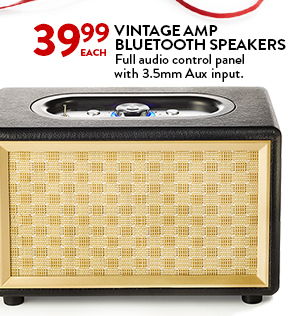 39.99 EACH
VINTAGE AMP
BLUETOOTH SPEAKERS
Full audio control panel
with 3.5mm Aux input.